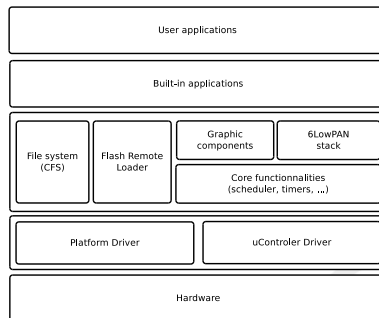 User applications
Built-in applications
File system
(CFS)
Flash Remote
Loader
Graphic
components
6LowPAN
stack
Core functionnalities
(scheduler, timers, ...)
Platform Driver
uControler Driver
Hardware